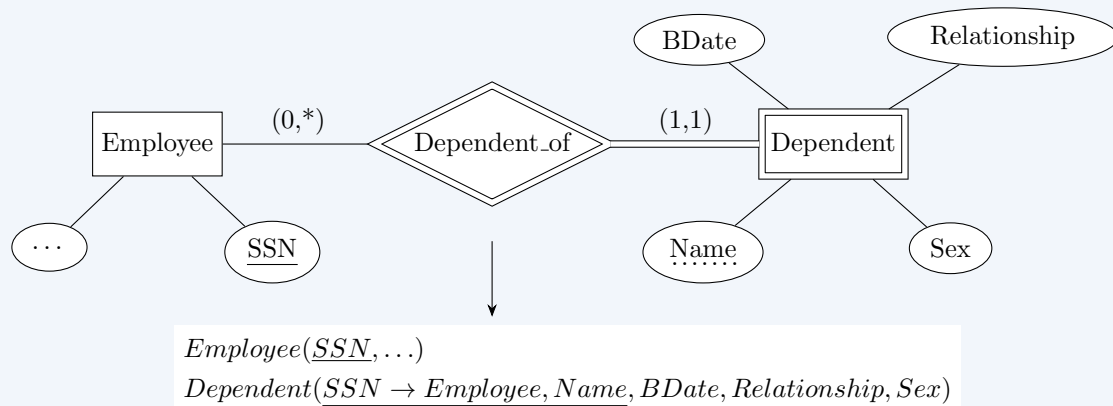 BDate
Relationship
Employee
(0,*)
Dependent_of
(1,1)
Dependent
...
SSN
Name
Sex
Employee(SSN, ...)
Dependent(SSN → Employee, Name, BDate, Relationship, Sex)